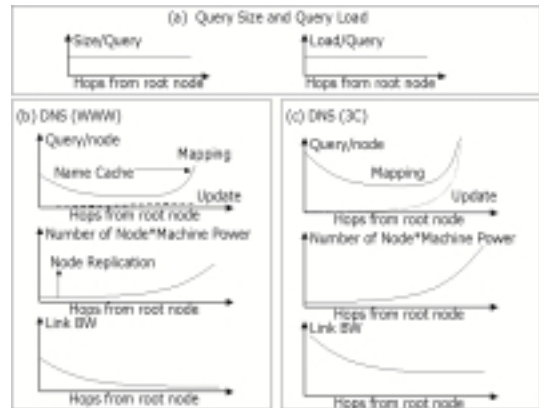 (a) Query Size and Query Load
Size/Query
Hops from root node
Load/Query
Hops from root node
(b) DNS (WWW)
Query/node
Mapping
Name Cache
Update
Hops from root node
Number of Node*Machine Power
Node Replication
Hops from root node
Link BW
Hops from root node
(c) DNS (3C)
Query/node
Mapping
Update
Hops from root node
Number of Node*Machine Power
Hops from root node
Link BW
Hops from root node